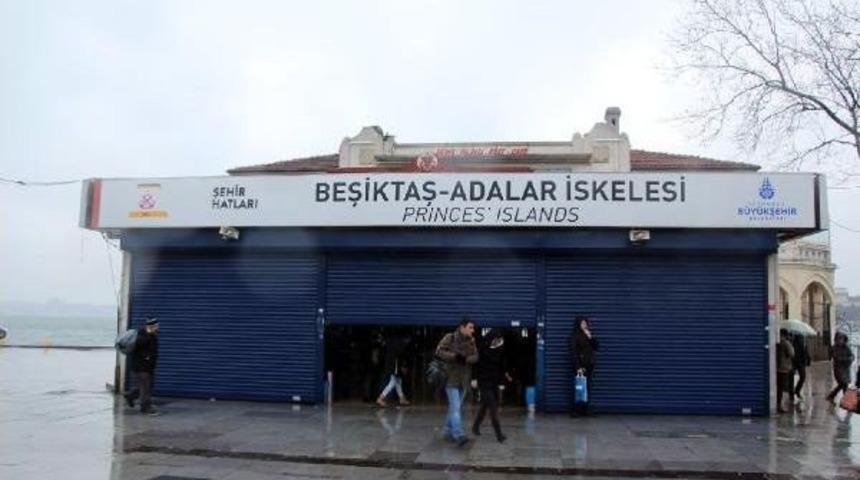 ŞEHİR
HATLARI
BEŞİKTAŞ-ADALAR İSKELESİ
PRINCES' ISLANDS
BÜYÜKŞEHİR